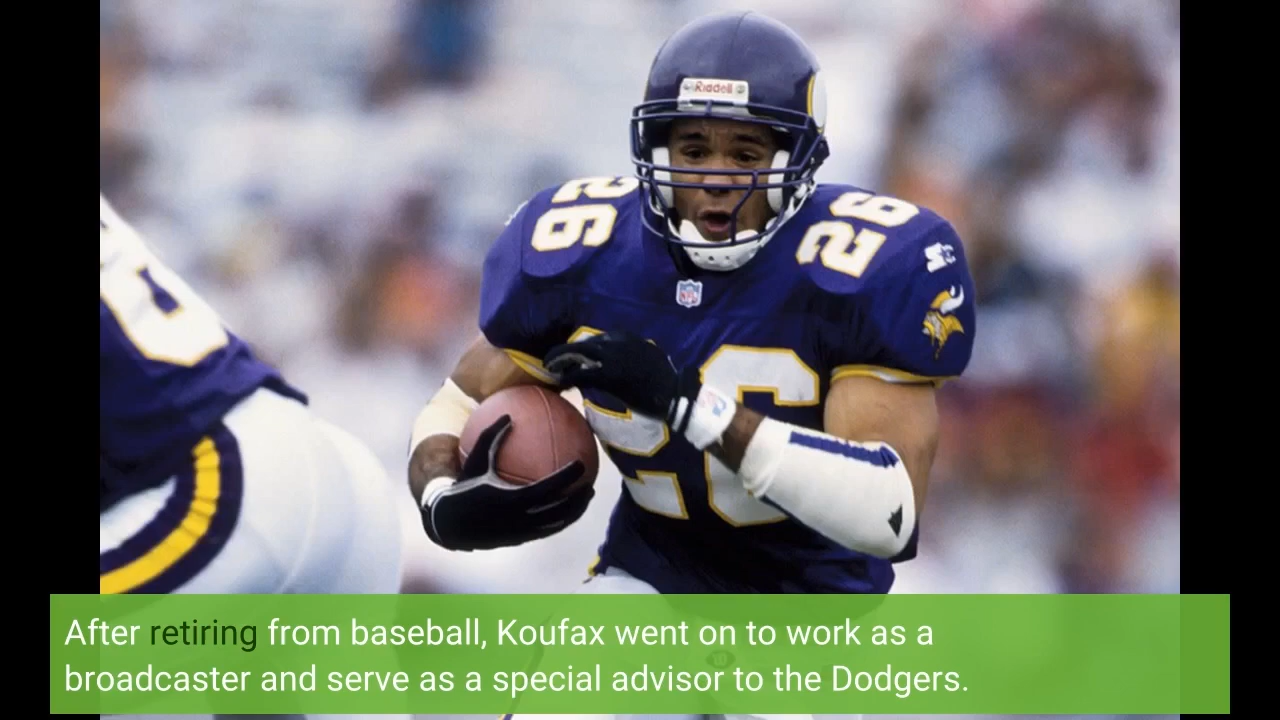 Riddell
26
26
NFL
26
After retiring from baseball, Koufax went on to work as a
broadcaster and serve as a special advisor to the Dodgers.